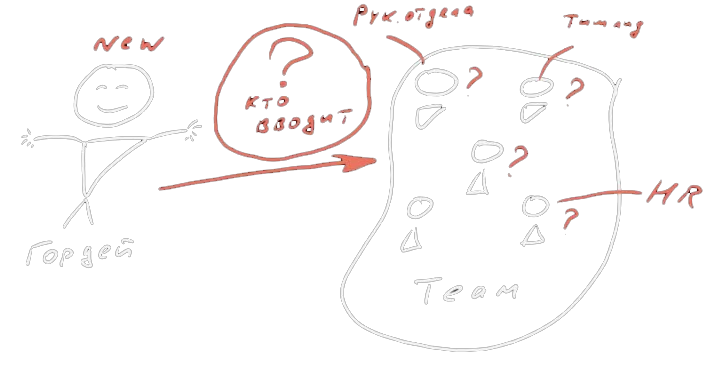 New
Рук. отдела
Тимлид
?
кто
вводит
?
?
?
HR
?
Гордей
Team